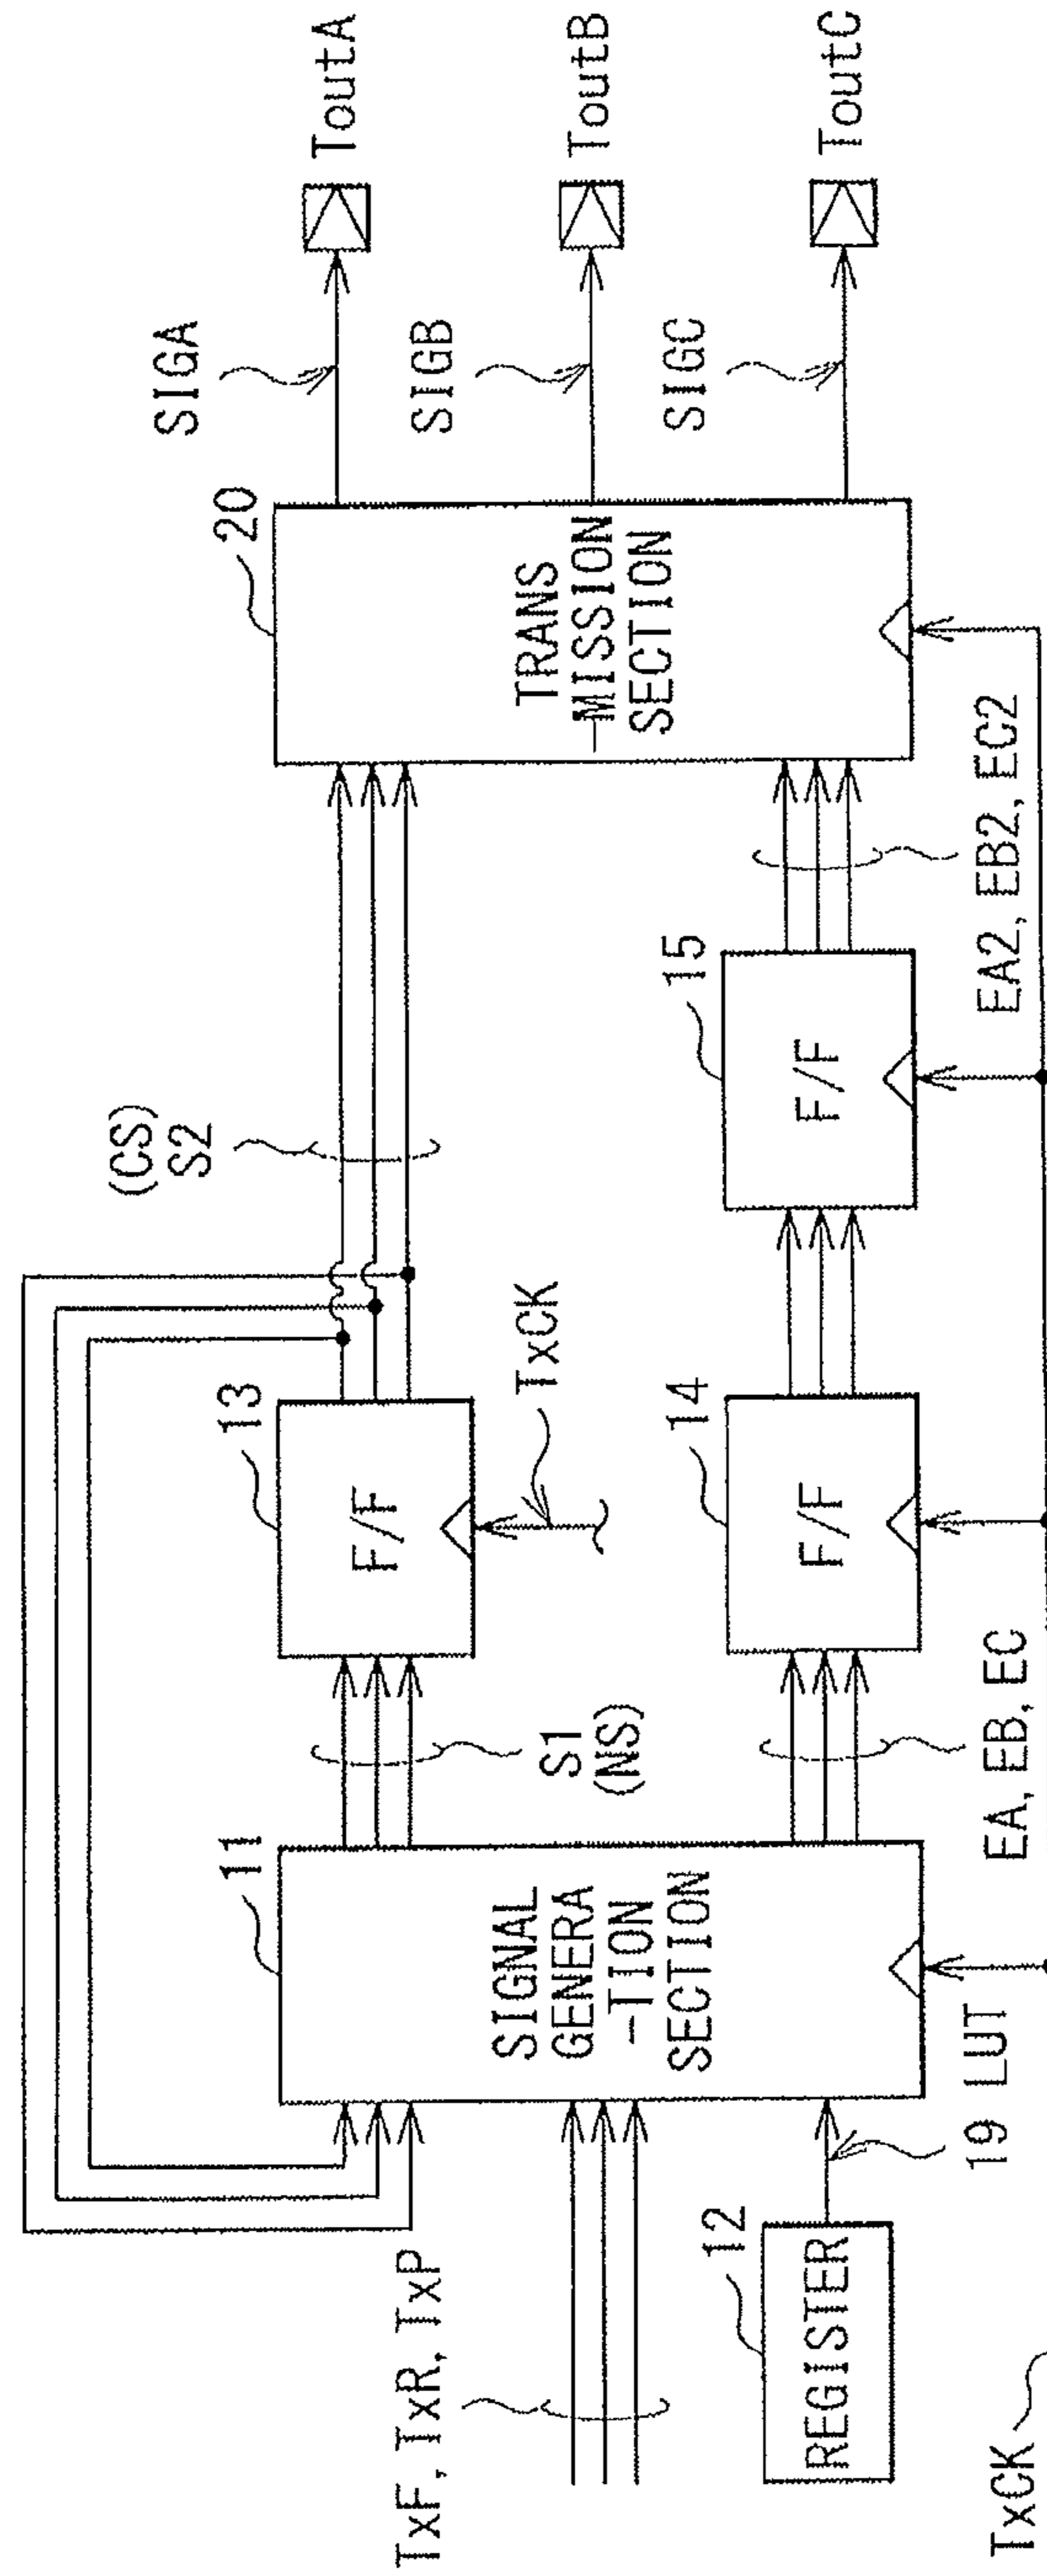 TxF, TxR, TxP
12
REGISTER
19 LUT
TxCK
11
SIGNAL
GENERA
-TION
SECTION
S1
(NS)
EA, EB, EC
13
F/F
TxCK
14
F/F
(CS)
S2
15
F/F
EA2, EB2, EC2
20
TRANS
-MISSION
SECTION
SIGA
SIGB
SIGC
ToutA
ToutB
ToutC